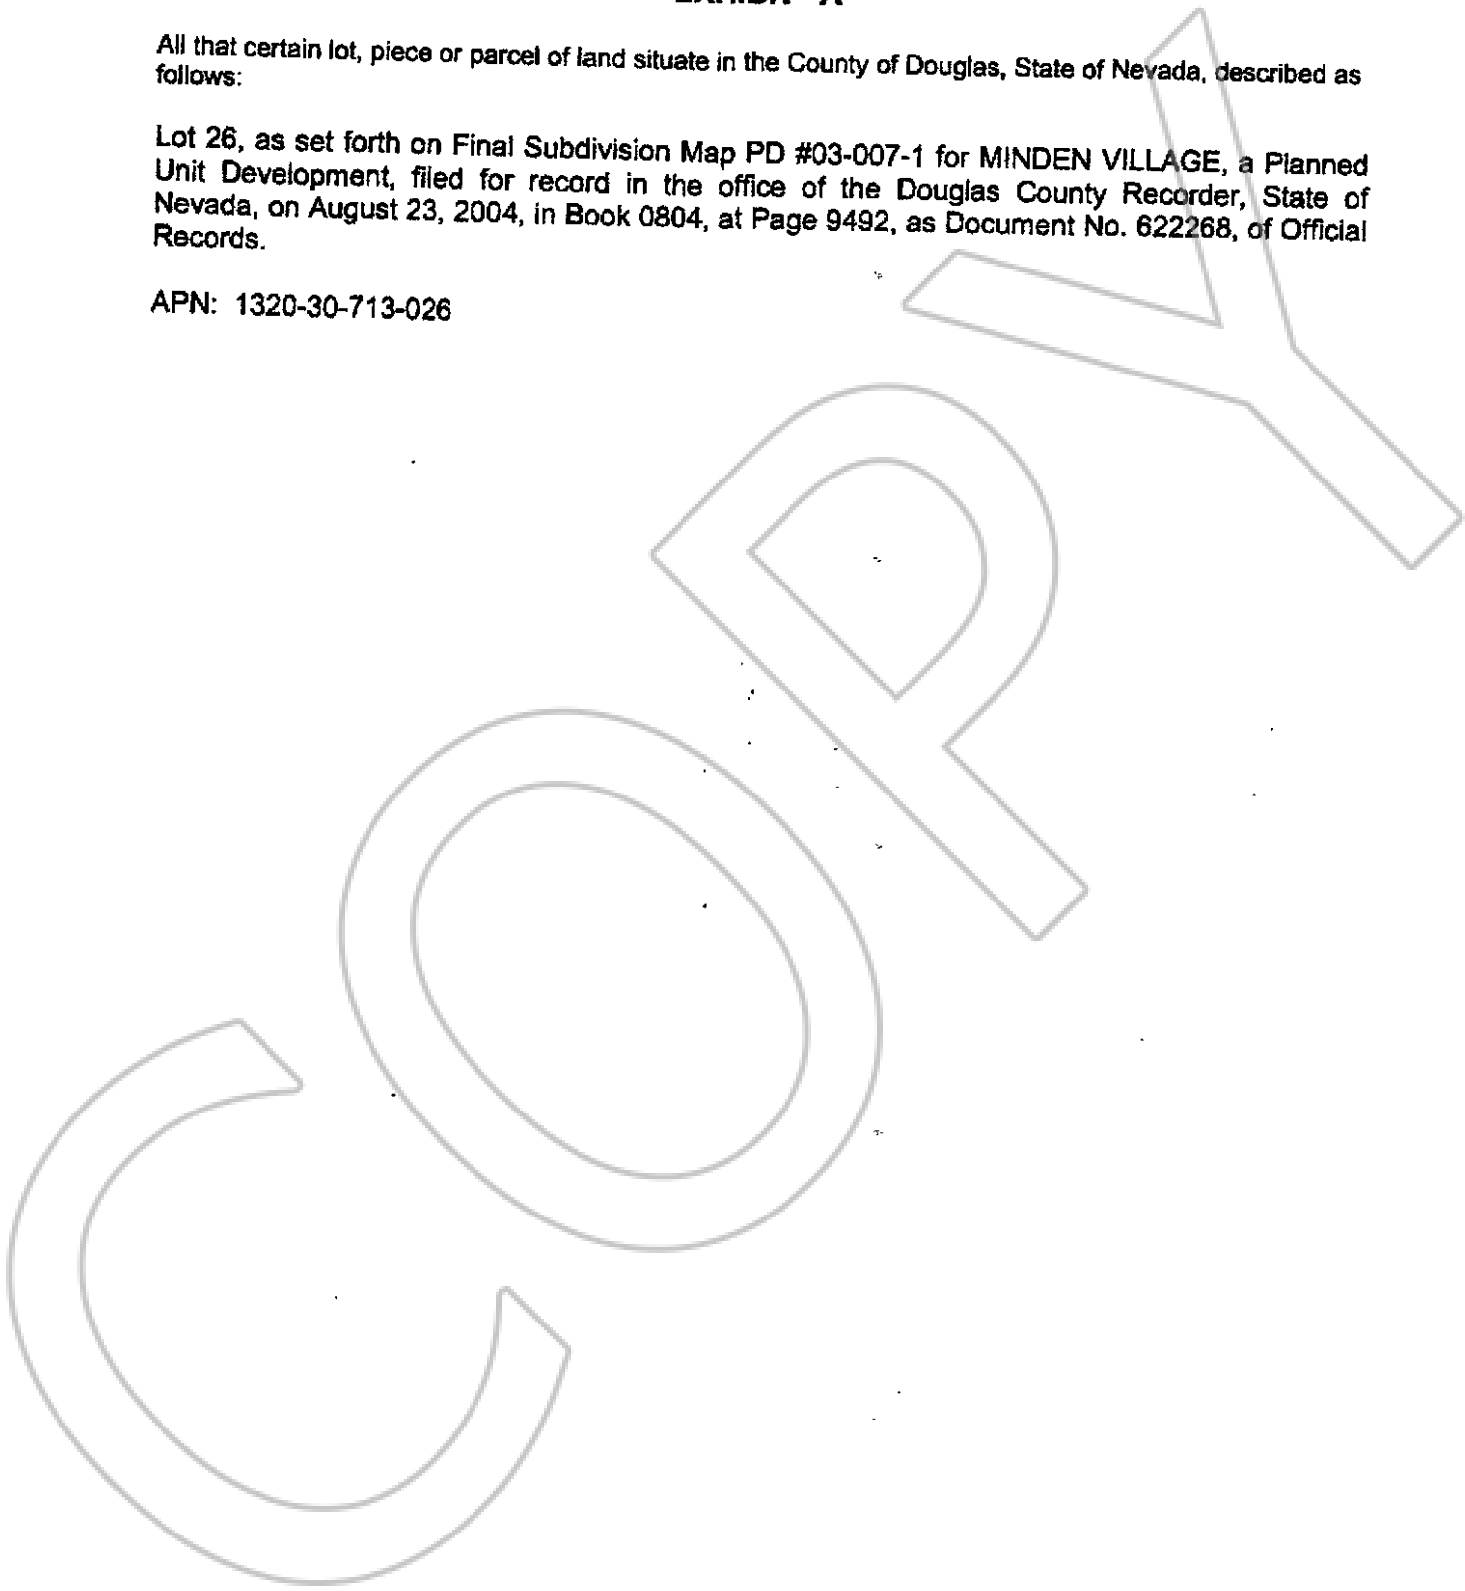 All that certain lot, piece or parcel of land situate in the County of Douglas, State of Nevada, described as
follows:
Lot 26, as set forth on Final Subdivision Map PD #03-007-1 for MINDEN VILLAGE, a Planned
Unit Development, filed for record in the office of the Douglas County Recorder, State of
Nevada, on August 23, 2004, in Book 0804, at Page 9492, as Document No. 622268, of Official
Records.
APN: 1320-30-713-026
COPY